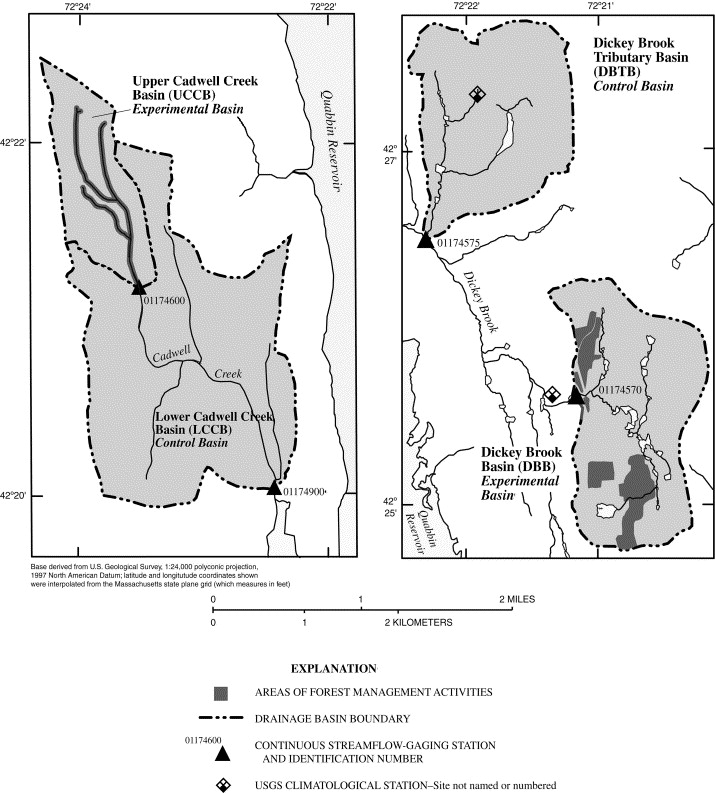 72°24'
72°22'
Upper Cadwell Creek
Basin (UCCB)
Experimental Basin
Quabbin Reservoir
42°22'
01174600
Cadwell
Creek
Lower Cadwell Creek
Basin (LCCB)
Control Basin
42°20'
01174900
72°22'
72°21'
Dickey Brook
Tributary Basin
(DBTB)
Control Basin
42°
27'
01174575
Dickey Brook
01174570
Dickey Brook
Basin (DBB)
Experimental
Basin
42°
25'
Quabbin
Reservoir
Base derived from U.S. Geological Survey, 1:24,000 polyconic projection,
1997 North American Datum; latitude and longitutude coordinates shown
were interpolated from the Massachusetts state plane grid (which measures in feet)
0 1 2 MILES
0 1 2 KILOMETERS
EXPLANATION
AREAS OF FOREST MANAGEMENT ACTIVITIES
DRAINAGE BASIN BOUNDARY
01174600
CONTINUOUS STREAMFLOW-GAGING STATION
AND IDENTIFICATION NUMBER
USGS CLIMATOLOGICAL STATION–Site not named or numbered